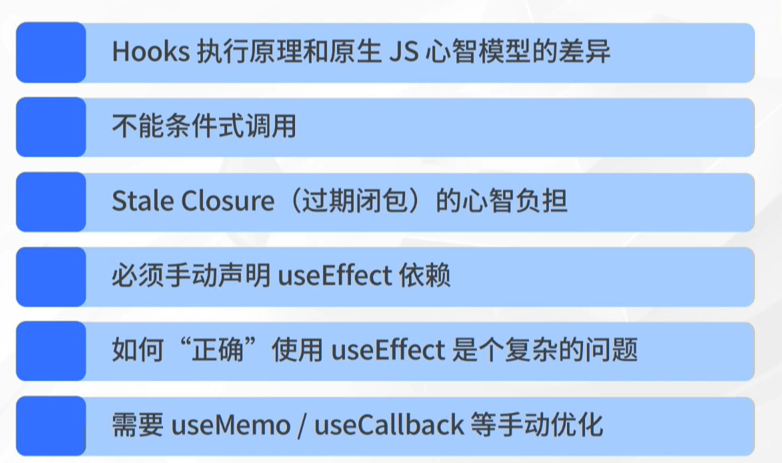 Hooks 执行原理和原生 JS 心智模型的差异
不能条件式调用
Stale Closure（过期闭包）的心智负担
必须手动声明 useEffect 依赖
如何“正确”使用 useEffect 是个复杂的问题
需要 useMemo / useCallback 等手动优化